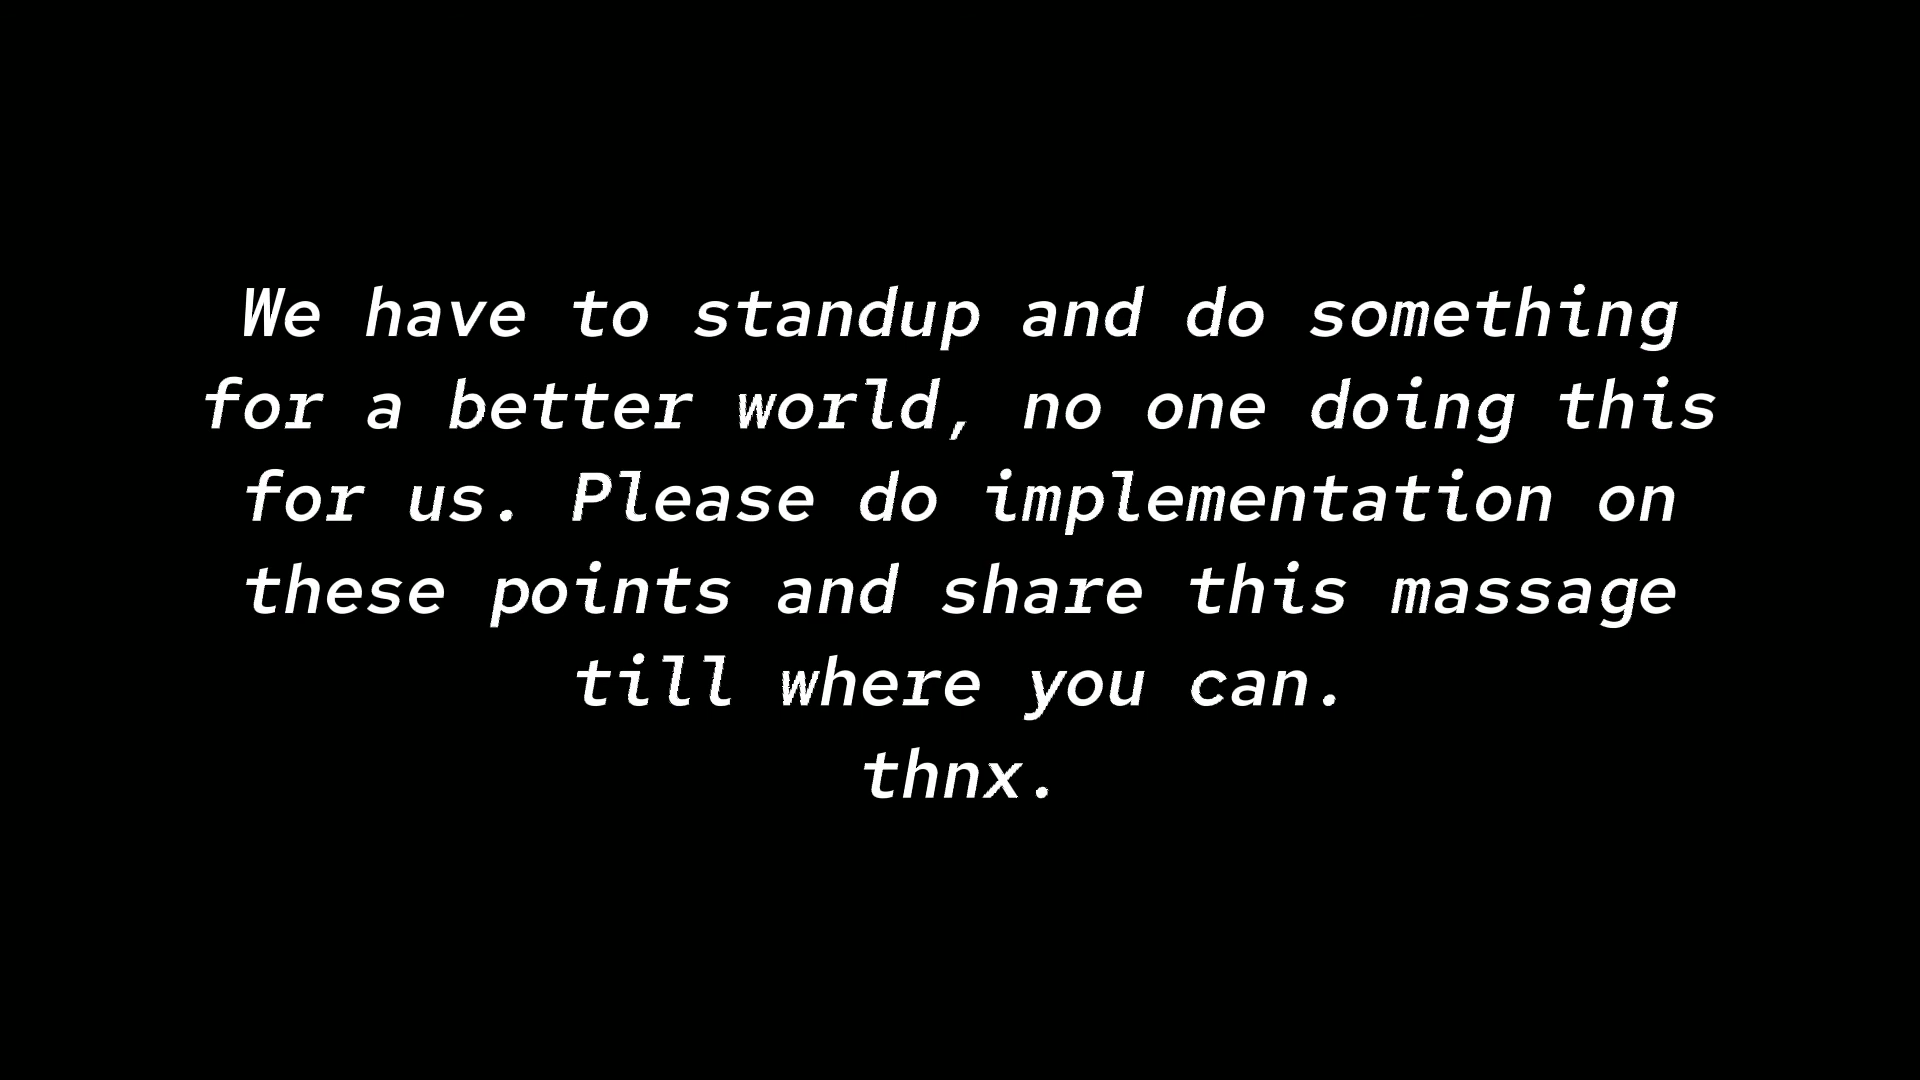 We have to standup and do something
for a better world, no one doing this
for us. Please do implementation on
these points and share this massage
till where you can.
thnx.